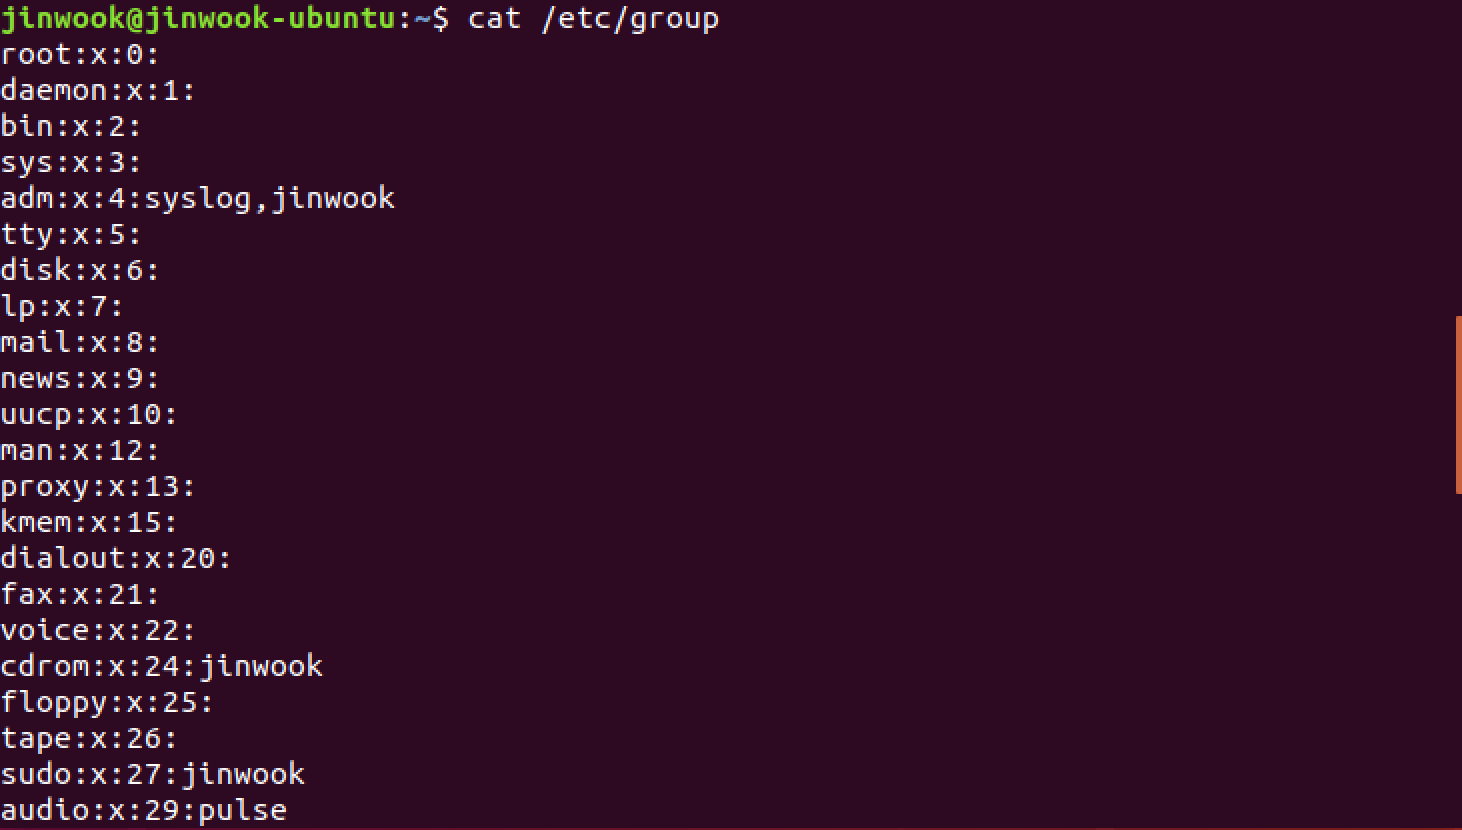 jinwook@jinwook-ubuntu:~$ cat /etc/group
root:x:0:
daemon:x:1:
bin:x:2:
sys:x:3:
adm:x:4:syslog,jinwook
tty:x:5:
disk:x:6:
lp:x:7:
mail:x:8:
news:x:9:
uucp:x:10:
man:x:12:
proxy:x:13:
kmem:x:15:
dialout:x:20:
fax:x:21:
voice:x:22:
cdrom:x:24:jinwook
floppy:x:25:
tape:x:26:
sudo:x:27:jinwook
audio:x:29:pulse